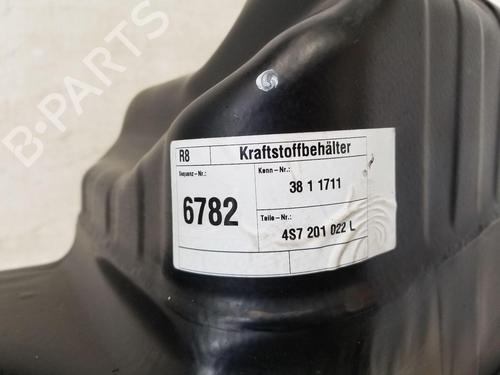 B-PARTS
R8 Kraftstoffbehälter
Sequenz-Nr.: Kenn-Nr.:
6782 38 1 1711
Teile-Nr.:
4S7 201 022 L